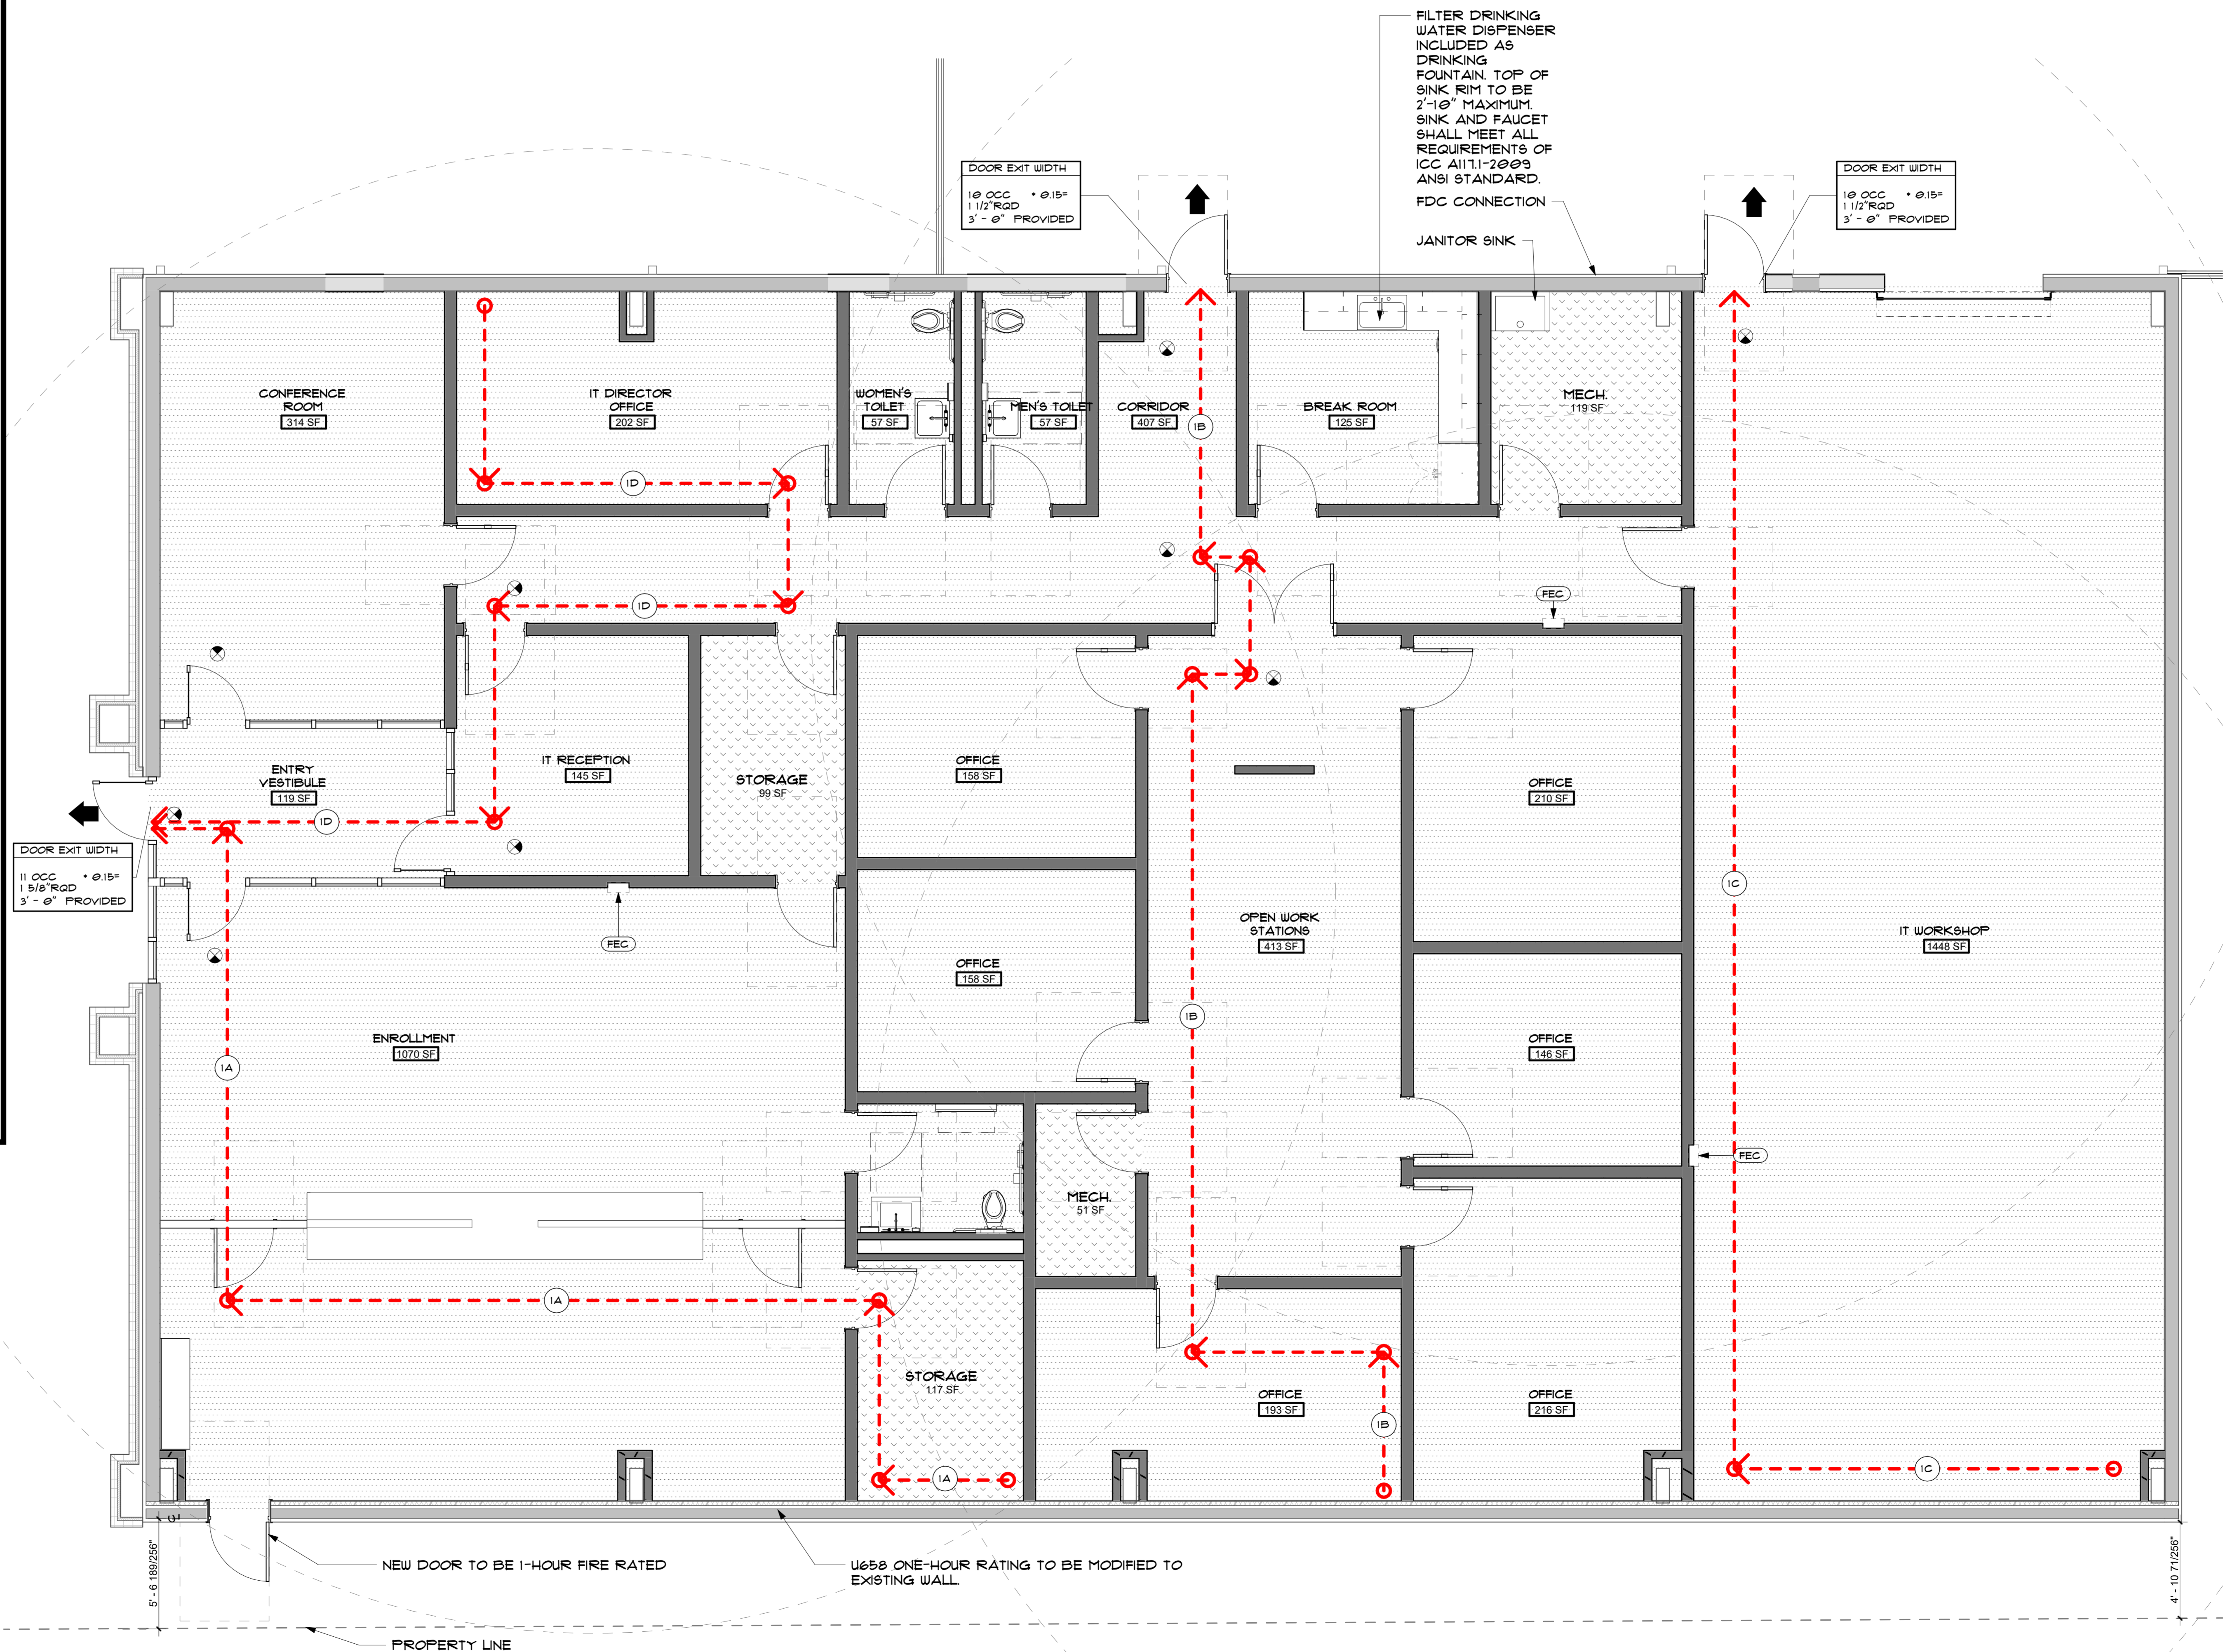 FILTER DRINKING
WATER DISPENSER
INCLUDED AS
DRINKING
FOUNTAIN. TOP OF
SINK RIM TO BE
2'-10" MAXIMUM.
SINK AND FAUCET
SHALL MEET ALL
REQUIREMENTS OF
ICC A117.1-2009
ANSI STANDARD.
FDC CONNECTION
JANITOR SINK
DOOR EXIT WIDTH
10 OCC * 0.15=
1 1/2"RQD
3' - 0" PROVIDED
DOOR EXIT WIDTH
10 OCC * 0.15=
1 1/2"RQD
3' - 0" PROVIDED
CONFERENCE
ROOM
314 SF
IT DIRECTOR
OFFICE
202 SF
WOMEN'S
TOILET
57 SF
MEN'S TOILET
57 SF
CORRIDOR
407 SF
1B
BREAK ROOM
125 SF
MECH.
119 SF
1D
1D
FEC
ENTRY
VESTIBULE
119 SF
1D
IT RECEPTION
145 SF
STORAGE
99 SF
OFFICE
158 SF
OFFICE
210 SF
DOOR EXIT WIDTH
11 OCC * 0.15=
1 5/8"RQD
3' - 0" PROVIDED
1C
FEC
OPEN WORK
STATIONS
413 SF
IT WORKSHOP
1448 SF
OFFICE
158 SF
1B
ENROLLMENT
1070 SF
1A
OFFICE
146 SF
FEC
MECH.
51 SF
1A
STORAGE
117 SF
1A
OFFICE
193 SF
1B
OFFICE
216 SF
1C
NEW DOOR TO BE 1-HOUR FIRE RATED
U658 ONE-HOUR RATING TO BE MODIFIED TO
EXISTING WALL.
5' - 6 189/256"
4' - 10 71/256"
PROPERTY LINE